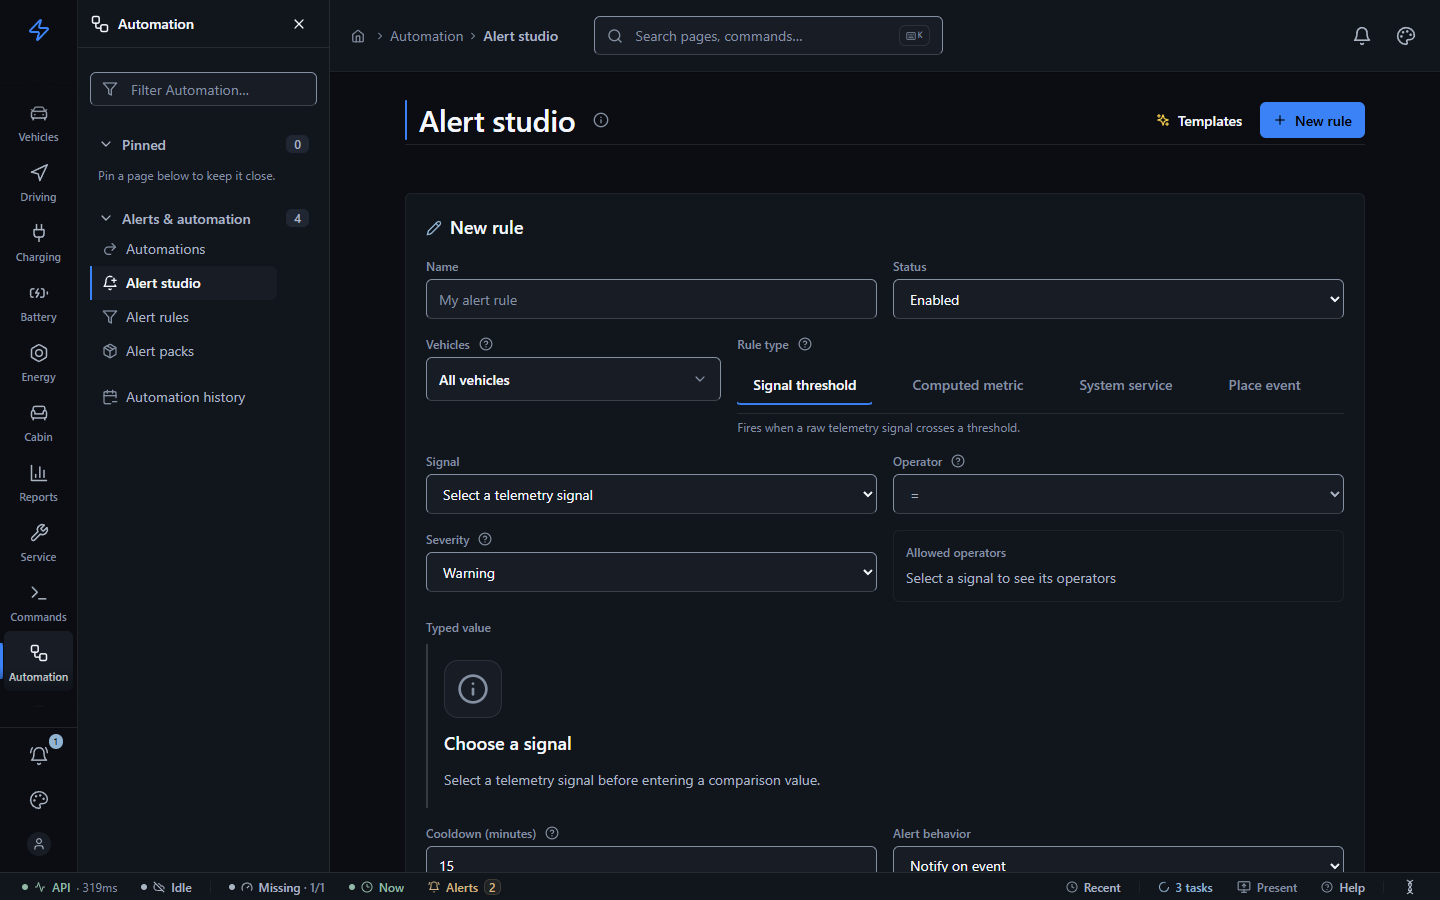 Automation
Filter Automation...
Pinned 0
Pin a page below to keep it close.
Alerts & automation 4
Automations
Alert studio
Alert rules
Alert packs
Automation history
Vehicles
Driving
Charging
Battery
Energy
Cabin
Reports
Service
Commands
Automation
1
Automation Alert studio
Search pages, commands... K
Alert studio
Templates
New rule
New rule
Name
My alert rule
Status
Enabled
Vehicles
All vehicles
Rule type
Signal threshold Computed metric System service Place event
Fires when a raw telemetry signal crosses a threshold.
Signal
Select a telemetry signal
Operator
=
Severity
Warning
Allowed operators
Select a signal to see its operators
Typed value
Choose a signal
Select a telemetry signal before entering a comparison value.
Cooldown (minutes)
15
Alert behavior
Notify on event
API · 319ms Idle Missing · 1/1 Now Alerts 2 Recent 3 tasks Present Help